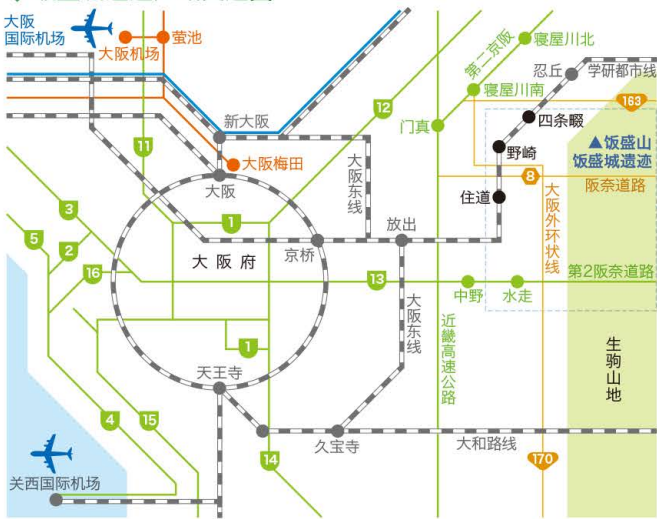 大阪
国际机场
萤池
大阪机场
第二京阪
寝屋川北
忍丘
学研都市线
寝屋川南
163
新大阪
12
门真
四条畷
11
野崎
▲饭盛山
饭盛城遗迹
大阪梅田
大阪东线
8
阪奈道路
大阪
住道
大阪外环状线
3
1
放出
5
2
京桥
大阪府
16
13
第2阪奈道路
中野
水走
大阪东线
近畿高速公路
1
生驹山地
天王寺
4
15
久宝寺
大和路线
14
170
关西国际机场